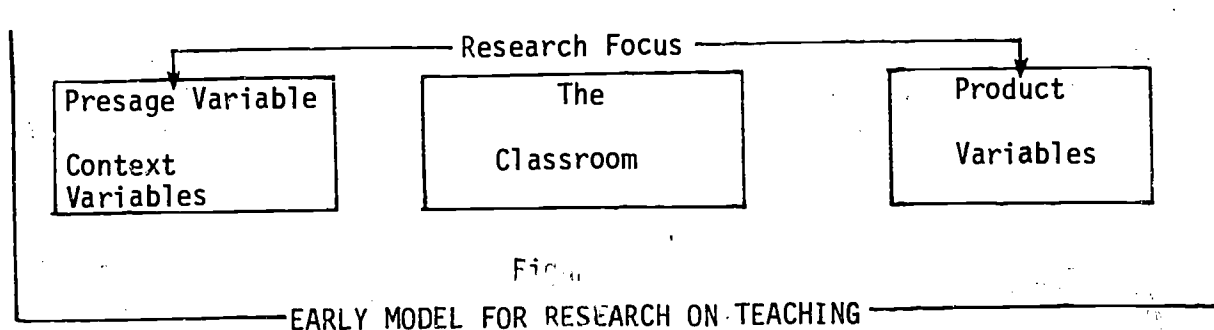 Research Focus
Presage Variable
Context
Variables
The
Classroom
Product
Variables
EARLY MODEL FOR RESEARCH ON TEACHING